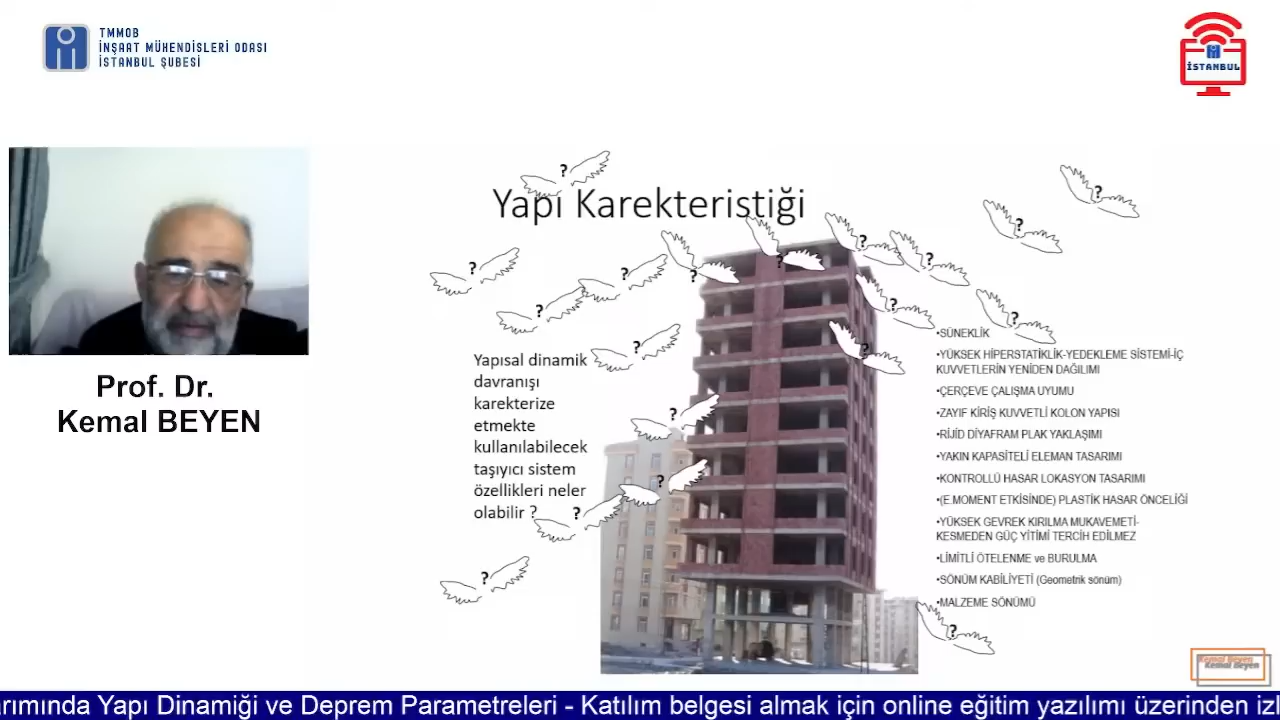 TMMOB
İNŞAAT MÜHENDİSLERİ ODASI
İSTANBUL ŞUBESİ
İSTANBUL
Prof. Dr.
Kemal BEYEN
Yapı Karekteristiği
Yapısal dinamik
davranışı
karekterize
etmekte
kullanılabilecek
taşıyıcı sistem
özellikleri neler
olabilir ?
•SÜNEKLİK
•YÜKSEK HİPERSTATİKLİK-YEDEKLEME SİSTEMİ-İÇ
KUVVETLERİN YENİDEN DAĞILIMI
•ÇERÇEVE ÇALIŞMA UYUMU
•ZAYIF KİRİŞ KUVVETLİ KOLON YAPISI
•RİJİD DİYAFRAM PLAK YAKLAŞIMI
•YAKIN KAPASİTELİ ELEMAN TASARIMI
•KONTROLLÜ HASAR LOKASYON TASARIMI
•(E.MOMENT ETKİSİNDE) PLASTİK HASAR ÖNCELİĞİ
•YÜKSEK GEVREK KIRILMA MUKAVEMETİ-
KESMEDEN GÜÇ YİTİMİ TERCİH EDİLMEZ
•LİMİTLİ ÖTELENME ve BURULMA
•SÖNÜM KABİLİYETİ (Geometrik sönüm)
•MALZEME SÖNÜMÜ
? ? ? ? ? ? ? ? ? ? ? ? ? ? ? ? ? ? ? ?
Kemal Beyen
Kemal Beyen
arımında Yapı Dinamiği ve Deprem Parametreleri - Katılım belgesi almak için online eğitim yazılımı üzerinden izl